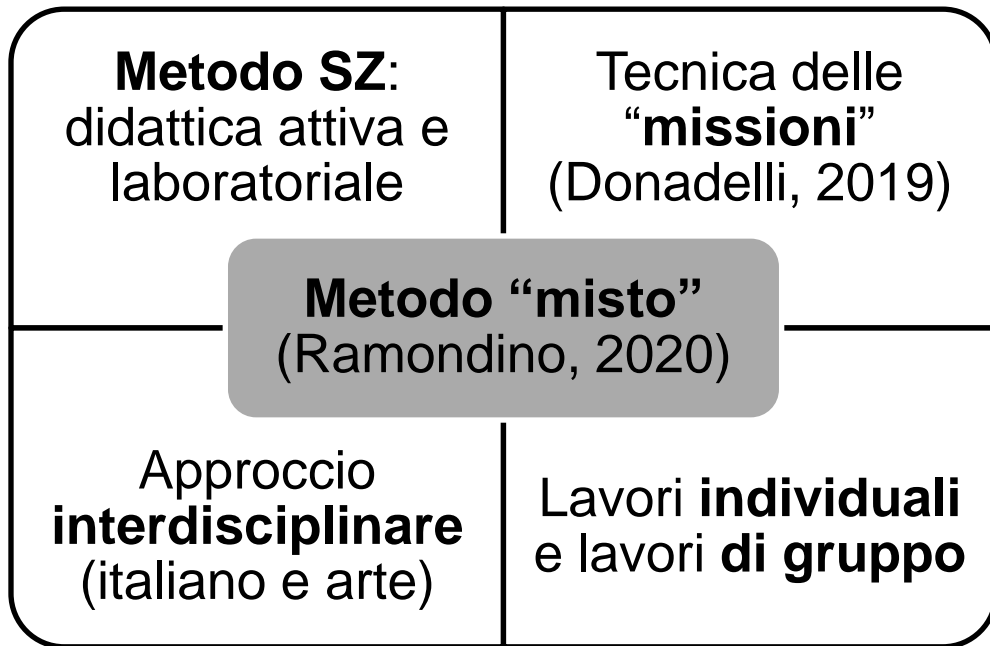 Metodo SZ:
didattica attiva e
laboratoriale
Tecnica delle
“missioni”
(Donadelli, 2019)
Metodo “misto”
(Ramondino, 2020)
Approccio
interdisciplinare
(italiano e arte)
Lavori individuali
e lavori di gruppo